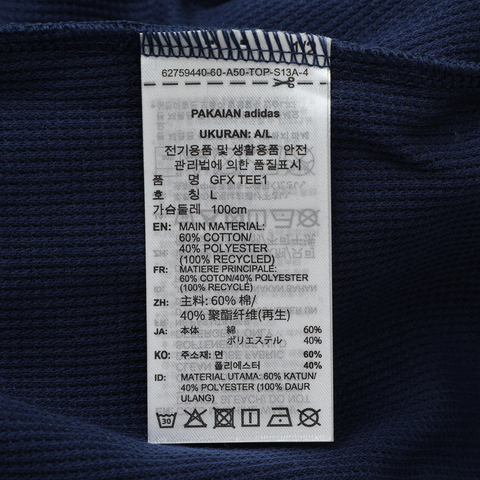 1/2
62759440-60-A50-TOP-S13A-4
PAKAIAN adidas
UKURAN: A/L
전기용품 및 생활용품 안전
관리법에 의한 품질표시
품 명 GFX TEE1
호 칭 L
가슴둘레 100cm
EN: MAIN MATERIAL:
60% COTTON/
40% POLYESTER
(100% RECYCLED)
FR: MATIERE PRINCIPALE:
60% COTON/40% POLYESTER
(100% RECYCLÉ)
ZH: 主料: 60% 棉/
40% 聚酯纤维(再生)
JA: 本体 綿 60%
ポリエステル 40%
KO: 주소재: 면 60%
폴리에스터 40%
ID: MATERIAL UTAMA: 60% KATUN/
40% POLYESTER (100% DAUR
ULANG)
30